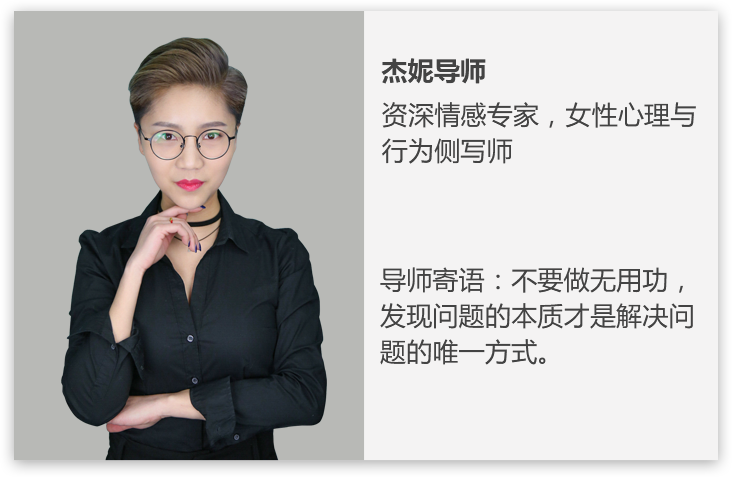 杰妮导师
资深情感专家，女性心理与
行为侧写师
导师寄语：不要做无用功，
发现问题的本质才是解决问
题的唯一方式。